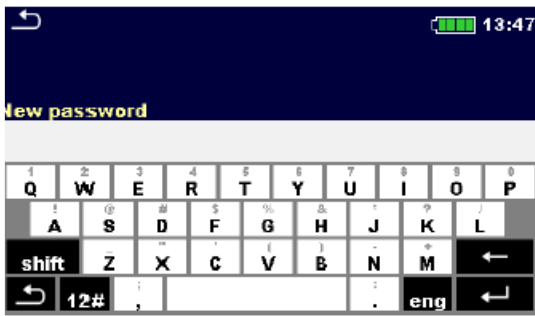 13:47
New password
1 2 3 4 5 6 7 8 9 0
Q W E R T Y U I O P
! @ # $ % & ' ? /
A S D F G H J K L
_ " ' ( ) - +
shift Z X C V B N M
; :
12# , . eng